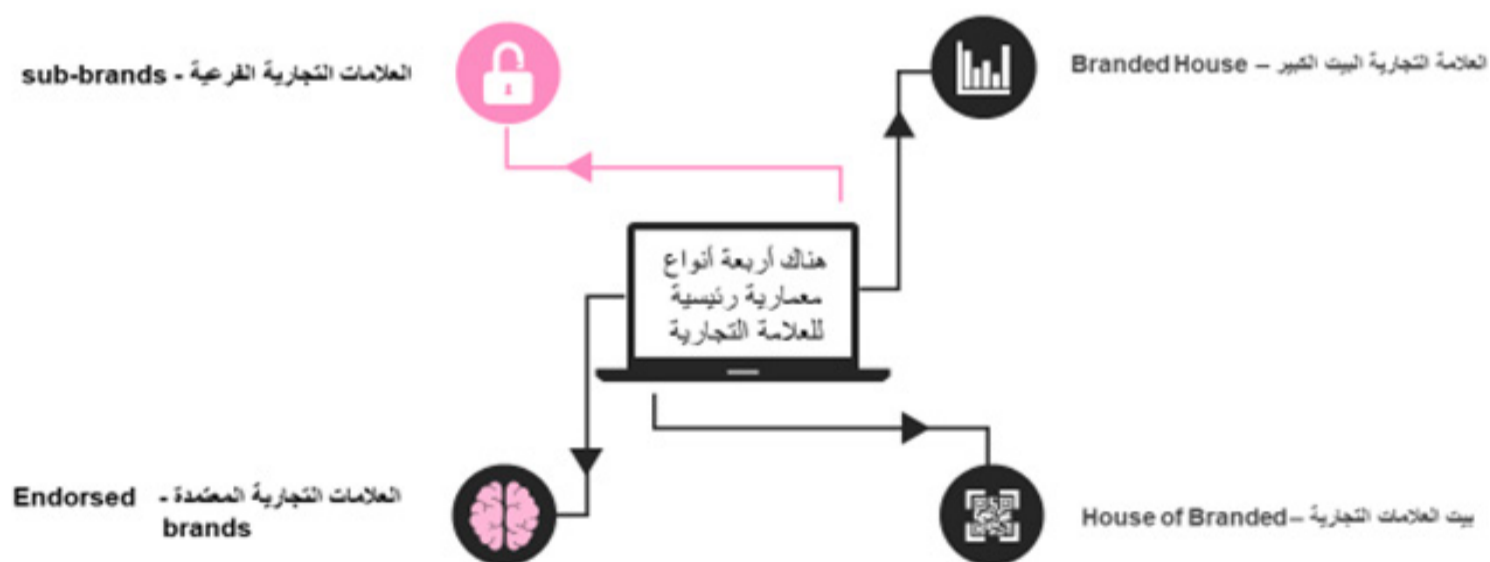 العلامة التجارية البيت الكبير – Branded House
العلامات التجارية الفرعية - sub-brands
هناك أربعة أنواع
معمارية رئيسية
للعلامة التجارية
العلامات التجارية المعتمدة - Endorsed
brands
بيت العلامات التجارية – House of Branded